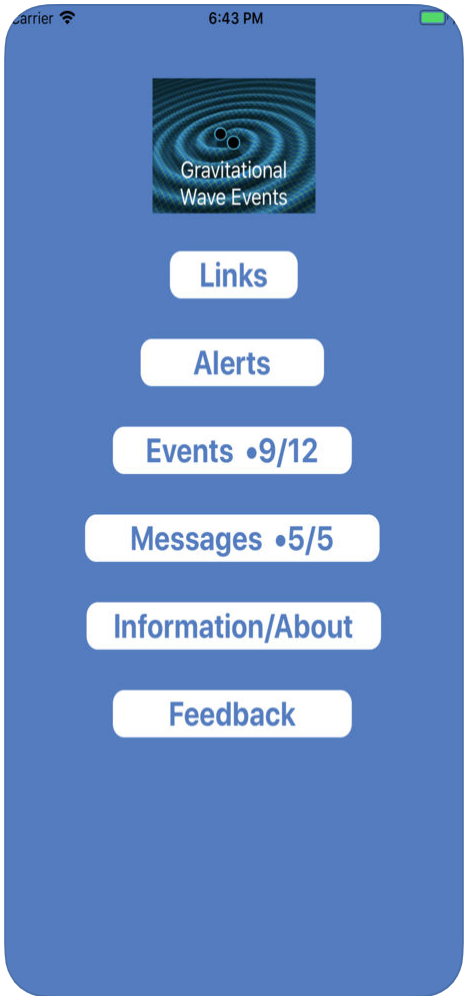 Carrier 6:43 PM
Gravitational
Wave Events
Links
Alerts
Events •9/12
Messages •5/5
Information/About
Feedback